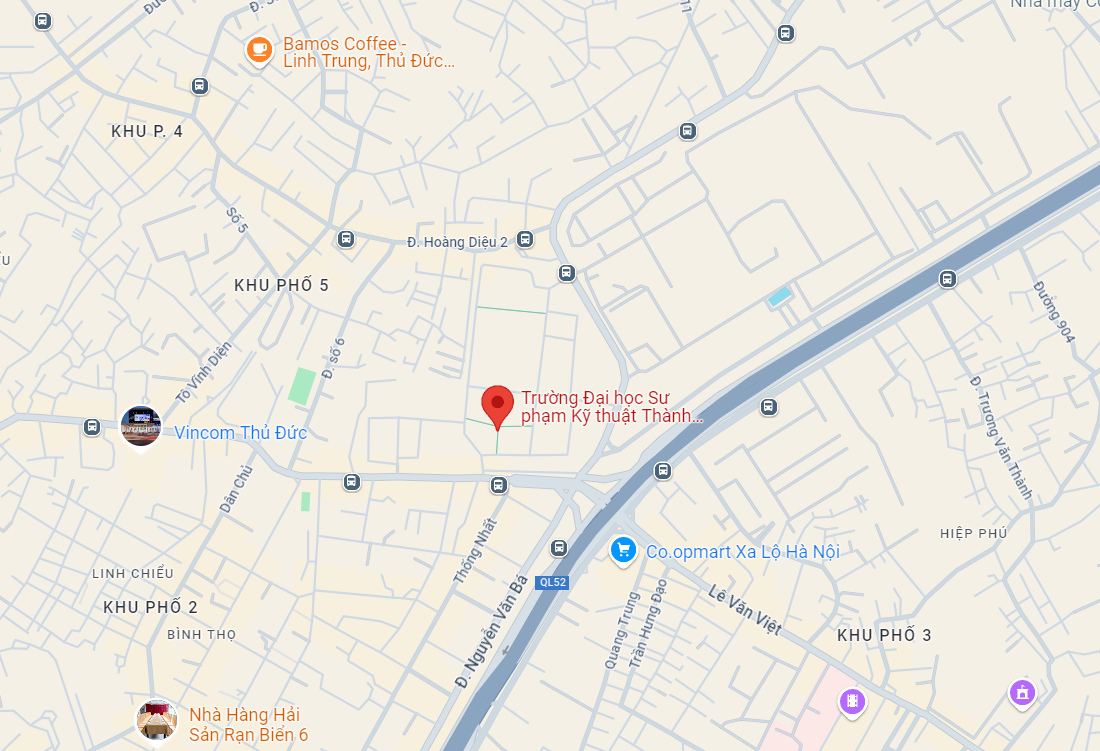 Nhà máy Cơ
Đ. S
11
Bamos Coffee -
Linh Trung, Thủ Đức...
KHU P. 4
Số 5
Đ. Hoàng Diệu 2
KHU PHỐ 5
Đường 904
Tô Vĩnh Diện
Đ. số 6
Đ. Trương Văn Thành
Trường Đại học Sư
phạm Kỹ thuật Thành...
Vincom Thủ Đức
Dân Chủ
Thống Nhất
HIỆP PHÚ
Co.opmart Xa Lộ Hà Nội
LINH CHIỂU
QL52
KHU PHỐ 2
Đ. Nguyễn Văn Bá
Quang Trung
Trần Hưng Đạo
Lê Văn Việt
BÌNH THỌ
KHU PHỐ 3
Nhà Hàng Hải
Sản Rạn Biển 6